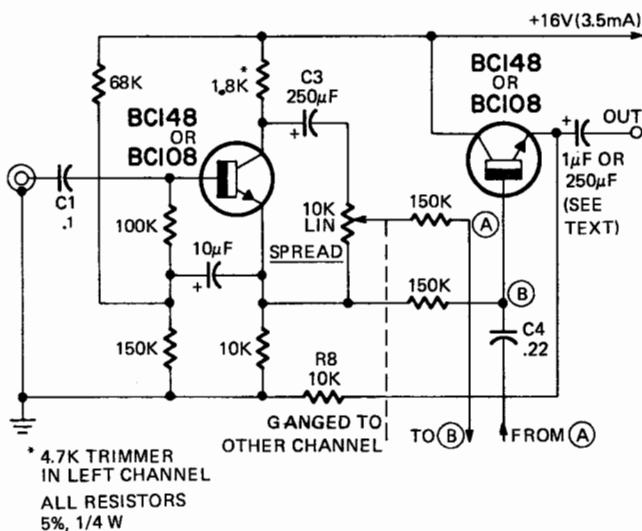 +16V(3.5mA)
68K
1.8K *
C3
250µF
BC148
OR
BC108
BC148
OR
BC108
+
OUT
1µF OR
250µF
(SEE
TEXT)
+
C1
.1
100K
10µF
+
10K
LIN
SPREAD
150K
A
150K
B
150K
10K
R8
10K
C4
.22
GANGED TO
OTHER CHANNEL
TO B
FROM A
* 4.7K TRIMMER
IN LEFT CHANNEL
ALL RESISTORS
5%, 1/4 W